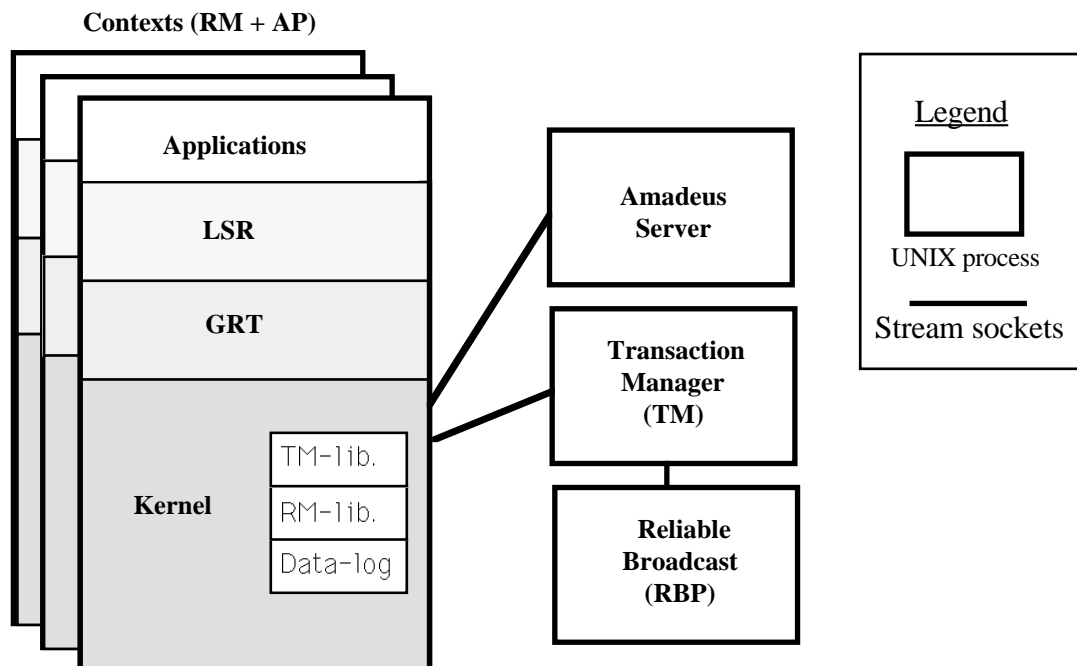 Contexts (RM + AP)
Applications
LSR
GRT
Kernel
TM-lib.
RM-lib.
Data-log
Amadeus
Server
Transaction
Manager
(TM)
Reliable
Broadcast
(RBP)
Legend
UNIX process
Stream sockets